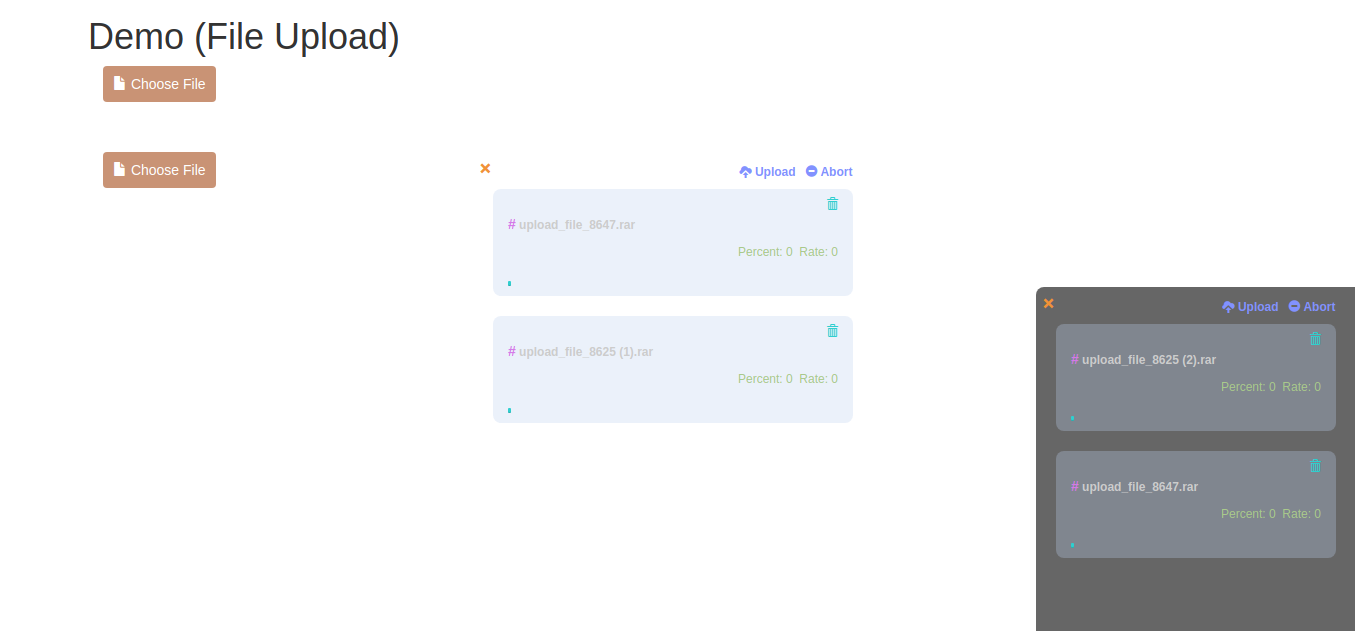 Demo (File Upload)
Choose File
Choose File
Upload Abort
# upload_file_8647.rar
Percent: 0 Rate: 0
# upload_file_8625 (1).rar
Percent: 0 Rate: 0
Upload Abort
# upload_file_8625 (2).rar
Percent: 0 Rate: 0
# upload_file_8647.rar
Percent: 0 Rate: 0